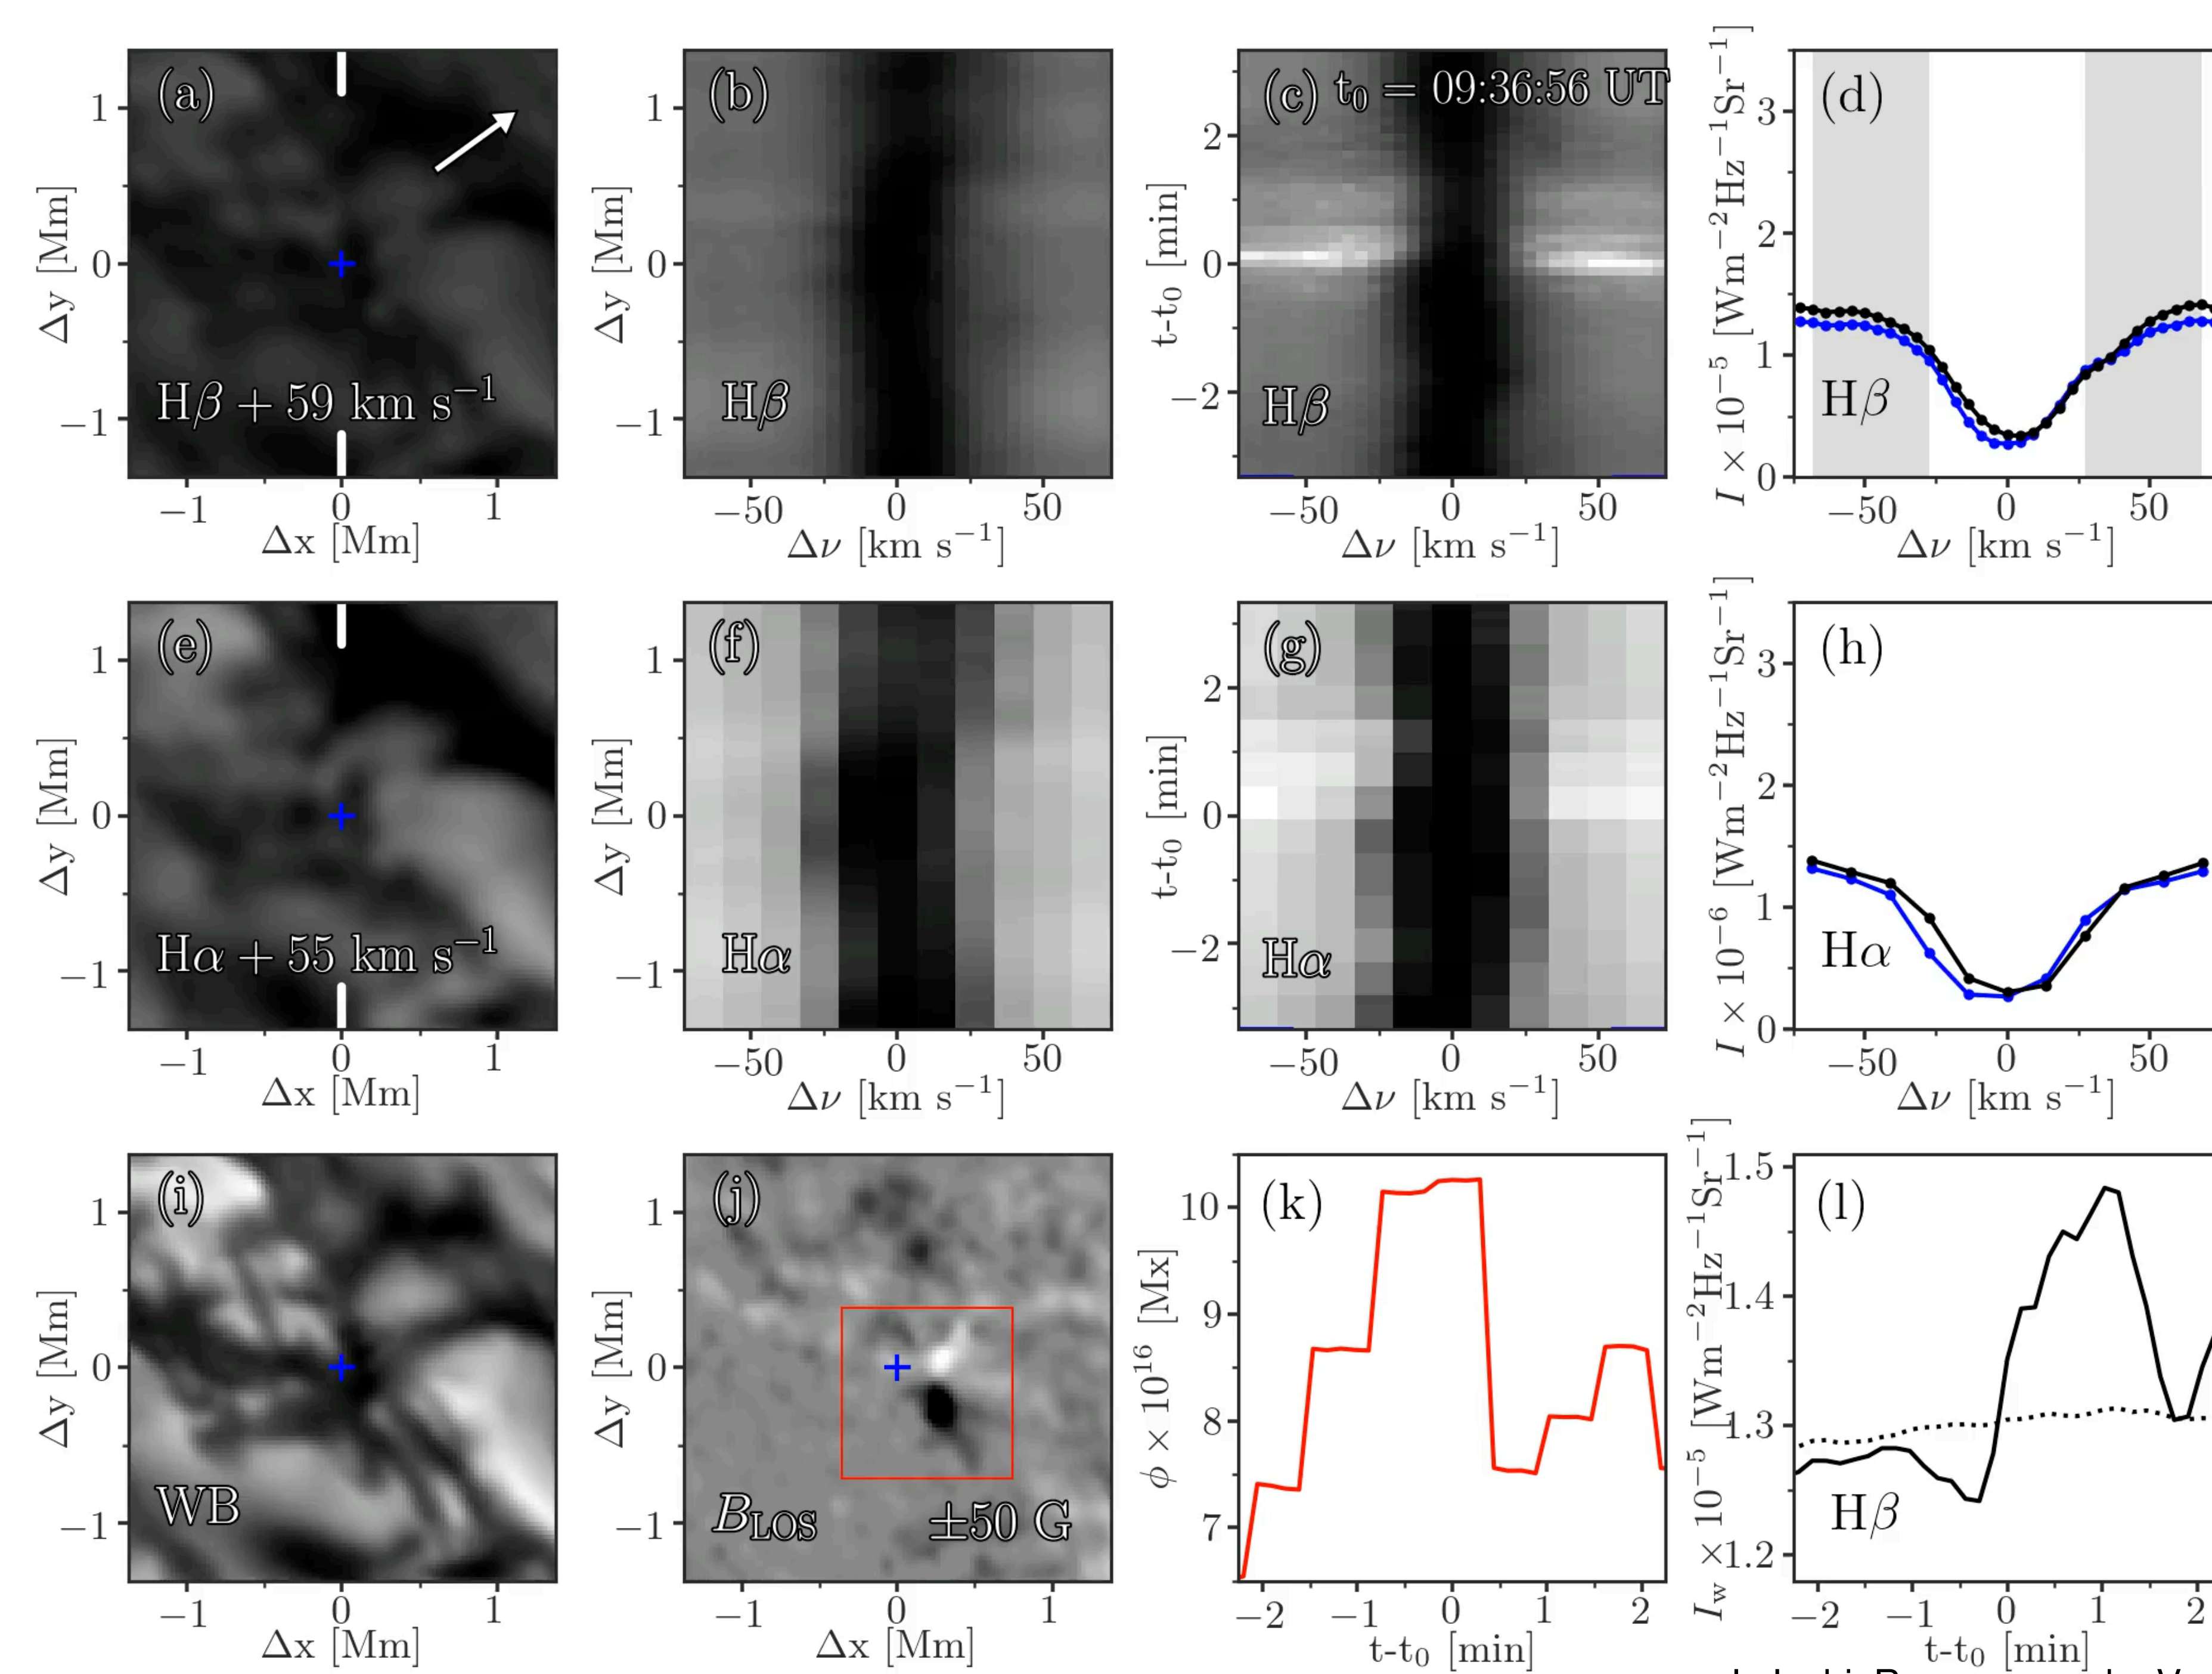 (a)
Hβ + 59 km s⁻¹
Δy [Mm]
1
0
−1
−1 0 1
Δx [Mm]
(b)
Hβ
Δy [Mm]
1
0
−1
−50 0 50
Δν [km s⁻¹]
(c) t₀ = 09:36:56 UT
Hβ
t-t₀ [min]
2
0
−2
−50 0 50
Δν [km s⁻¹]
(d)
Hβ
I × 10⁻⁵ [Wm⁻²Hz⁻¹Sr⁻¹]
3
2
1
0
−50 0 50
Δν [km s⁻¹]
(e)
Hα + 55 km s⁻¹
Δy [Mm]
1
0
−1
−1 0 1
Δx [Mm]
(f)
Hα
Δy [Mm]
1
0
−1
−50 0 50
Δν [km s⁻¹]
(g)
Hα
t-t₀ [min]
2
0
−2
−50 0 50
Δν [km s⁻¹]
(h)
Hα
I × 10⁻⁶ [Wm⁻²Hz⁻¹Sr⁻¹]
3
2
1
0
−50 0 50
Δν [km s⁻¹]
(i)
WB
Δy [Mm]
1
0
−1
−1 0 1
Δx [Mm]
(j)
B_LOS ±50 G
Δy [Mm]
1
0
−1
−1 0 1
Δx [Mm]
(k)
ϕ × 10¹⁶ [Mx]
10
9
8
7
−2 −1 0 1 2
t-t₀ [min]
(l)
Hβ
I_w ×10⁻⁵ [Wm⁻²Hz⁻¹Sr⁻¹]
1.5
1.4
1.3
1.2
−2 −1 0 1 2
t-t₀ [min]